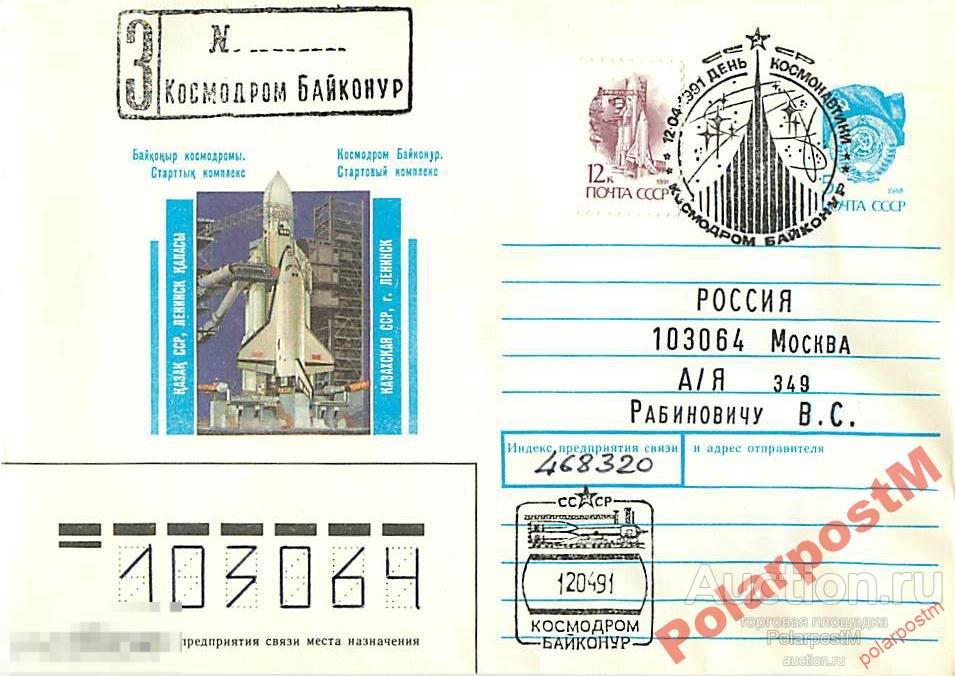 З
N.
Космодром Байконур
Байқоңыр космодромы.
Старттық комплекс
Космодром Байконур.
Стартовый комплекс
ҚАЗАҚ ССР, ЛЕНИНСК ҚАЛАСЫ
КАЗАХСКАЯ ССР, г. ЛЕНИНСК
12к
1991
ПОЧТА СССР
12·04·1991 ДЕНЬ КОСМОНАВТИКИ
КОСМОДРОМ БАЙКОНУР
5к
1988
ПОЧТА СССР
РОССИЯ
103064 Москва
А/Я 349
Рабиновичу В.С.
Индекс предприятия связи и адрес отправителя
468320
СССР
120491
КОСМОДРОМ
БАЙКОНУР
103064
предприятия связи места назначения
PolarpostM
Auction.ru
торговая площадка
PolarpostM
auction.ru
polarpostm